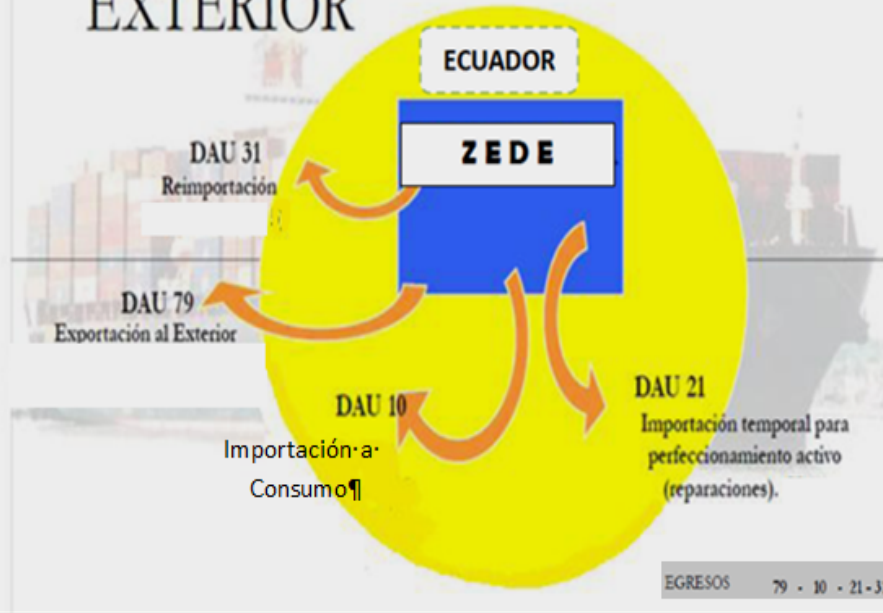 EXTERIOR
ECUADOR
ZEDE
DAU 31
Reimportación
DAU 79
Exportación al Exterior
DAU 10
Importación·a·
Consumo¶
DAU 21
Importación temporal para
perfeccionamiento activo
(reparaciones).
EGRESOS 79 - 10 - 21-3